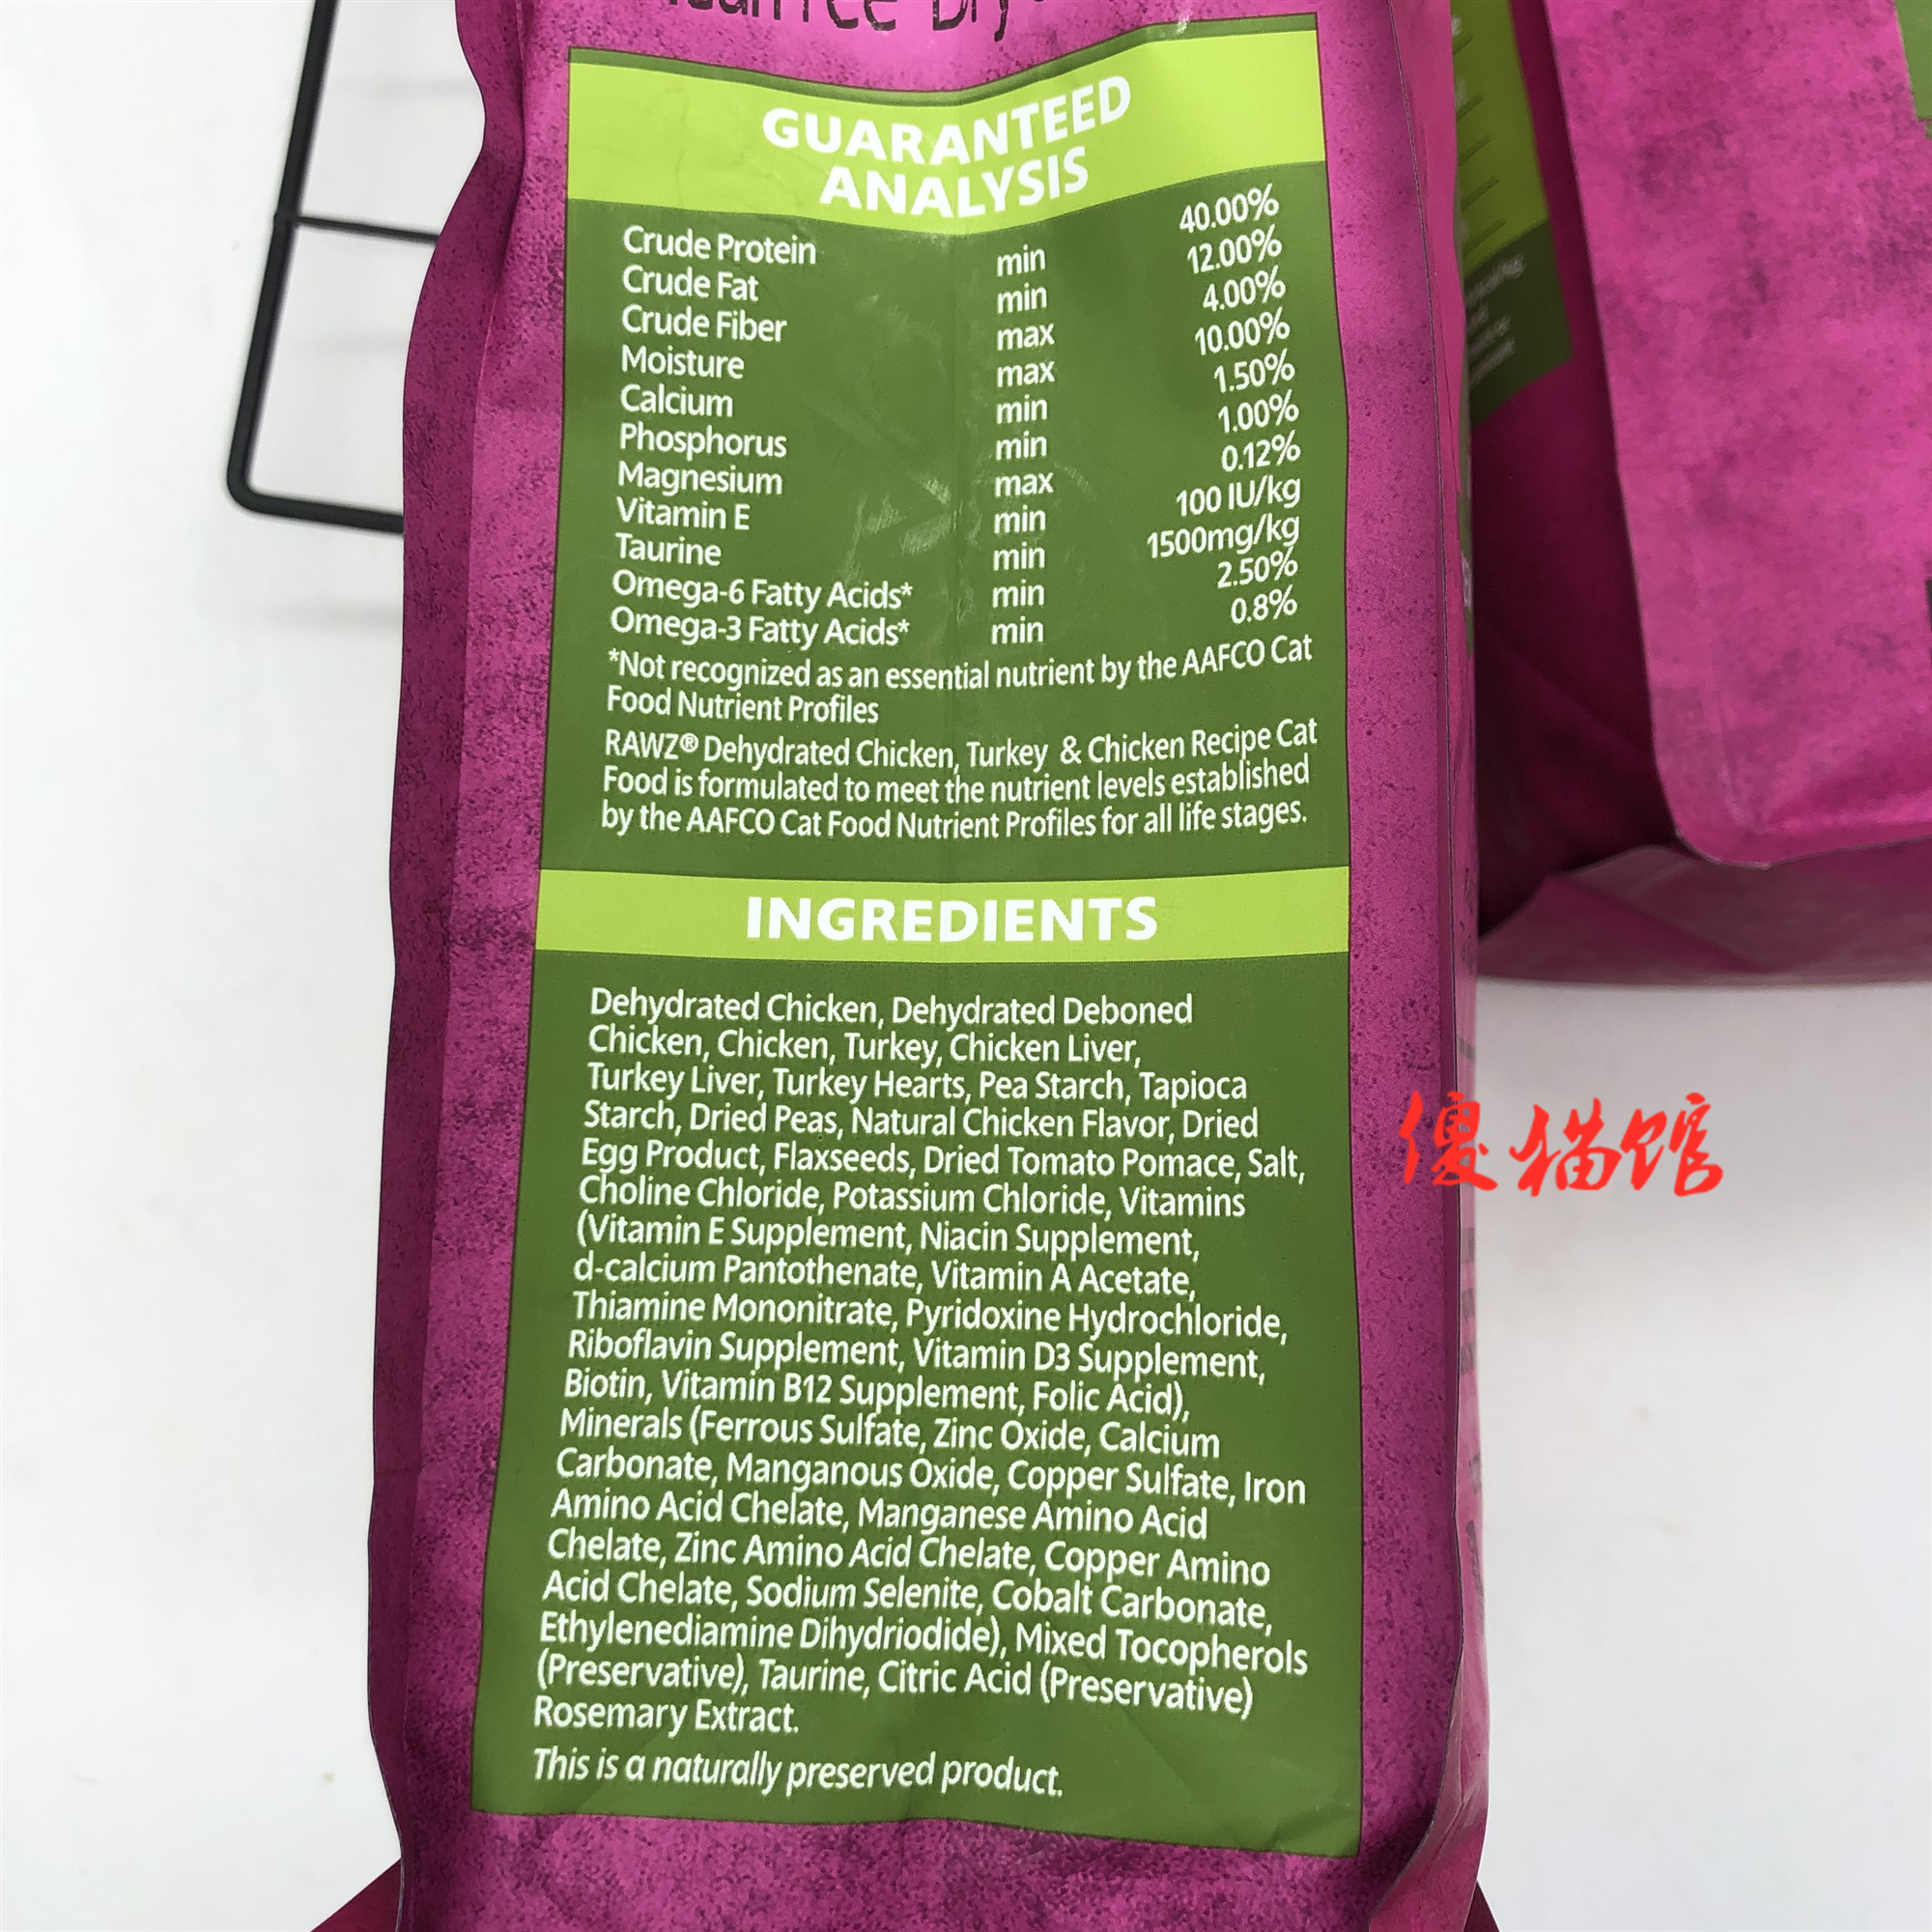 GUARANTEED
ANALYSIS
Crude Protein min 40.00%
Crude Fat min 12.00%
Crude Fiber max 4.00%
Moisture max 10.00%
Calcium min 1.50%
Phosphorus min 1.00%
Magnesium max 0.12%
Vitamin E min 100 IU/kg
Taurine min 1500mg/kg
Omega-6 Fatty Acids* min 2.50%
Omega-3 Fatty Acids* min 0.8%
*Not recognized as an essential nutrient by the AAFCO Cat
Food Nutrient Profiles
RAWZ® Dehydrated Chicken, Turkey & Chicken Recipe Cat
Food is formulated to meet the nutrient levels established
by the AAFCO Cat Food Nutrient Profiles for all life stages.
INGREDIENTS
Dehydrated Chicken, Dehydrated Deboned
Chicken, Chicken, Turkey, Chicken Liver,
Turkey Liver, Turkey Hearts, Pea Starch, Tapioca
Starch, Dried Peas, Natural Chicken Flavor, Dried
Egg Product, Flaxseeds, Dried Tomato Pomace, Salt,
Choline Chloride, Potassium Chloride, Vitamins
(Vitamin E Supplement, Niacin Supplement,
d-calcium Pantothenate, Vitamin A Acetate,
Thiamine Mononitrate, Pyridoxine Hydrochloride,
Riboflavin Supplement, Vitamin D3 Supplement,
Biotin, Vitamin B12 Supplement, Folic Acid),
Minerals (Ferrous Sulfate, Zinc Oxide, Calcium
Carbonate, Manganous Oxide, Copper Sulfate, Iron
Amino Acid Chelate, Manganese Amino Acid
Chelate, Zinc Amino Acid Chelate, Copper Amino
Acid Chelate, Sodium Selenite, Cobalt Carbonate,
Ethylenediamine Dihydriodide), Mixed Tocopherols
(Preservative), Taurine, Citric Acid (Preservative)
Rosemary Extract.
This is a naturally preserved product.
傻猫馆